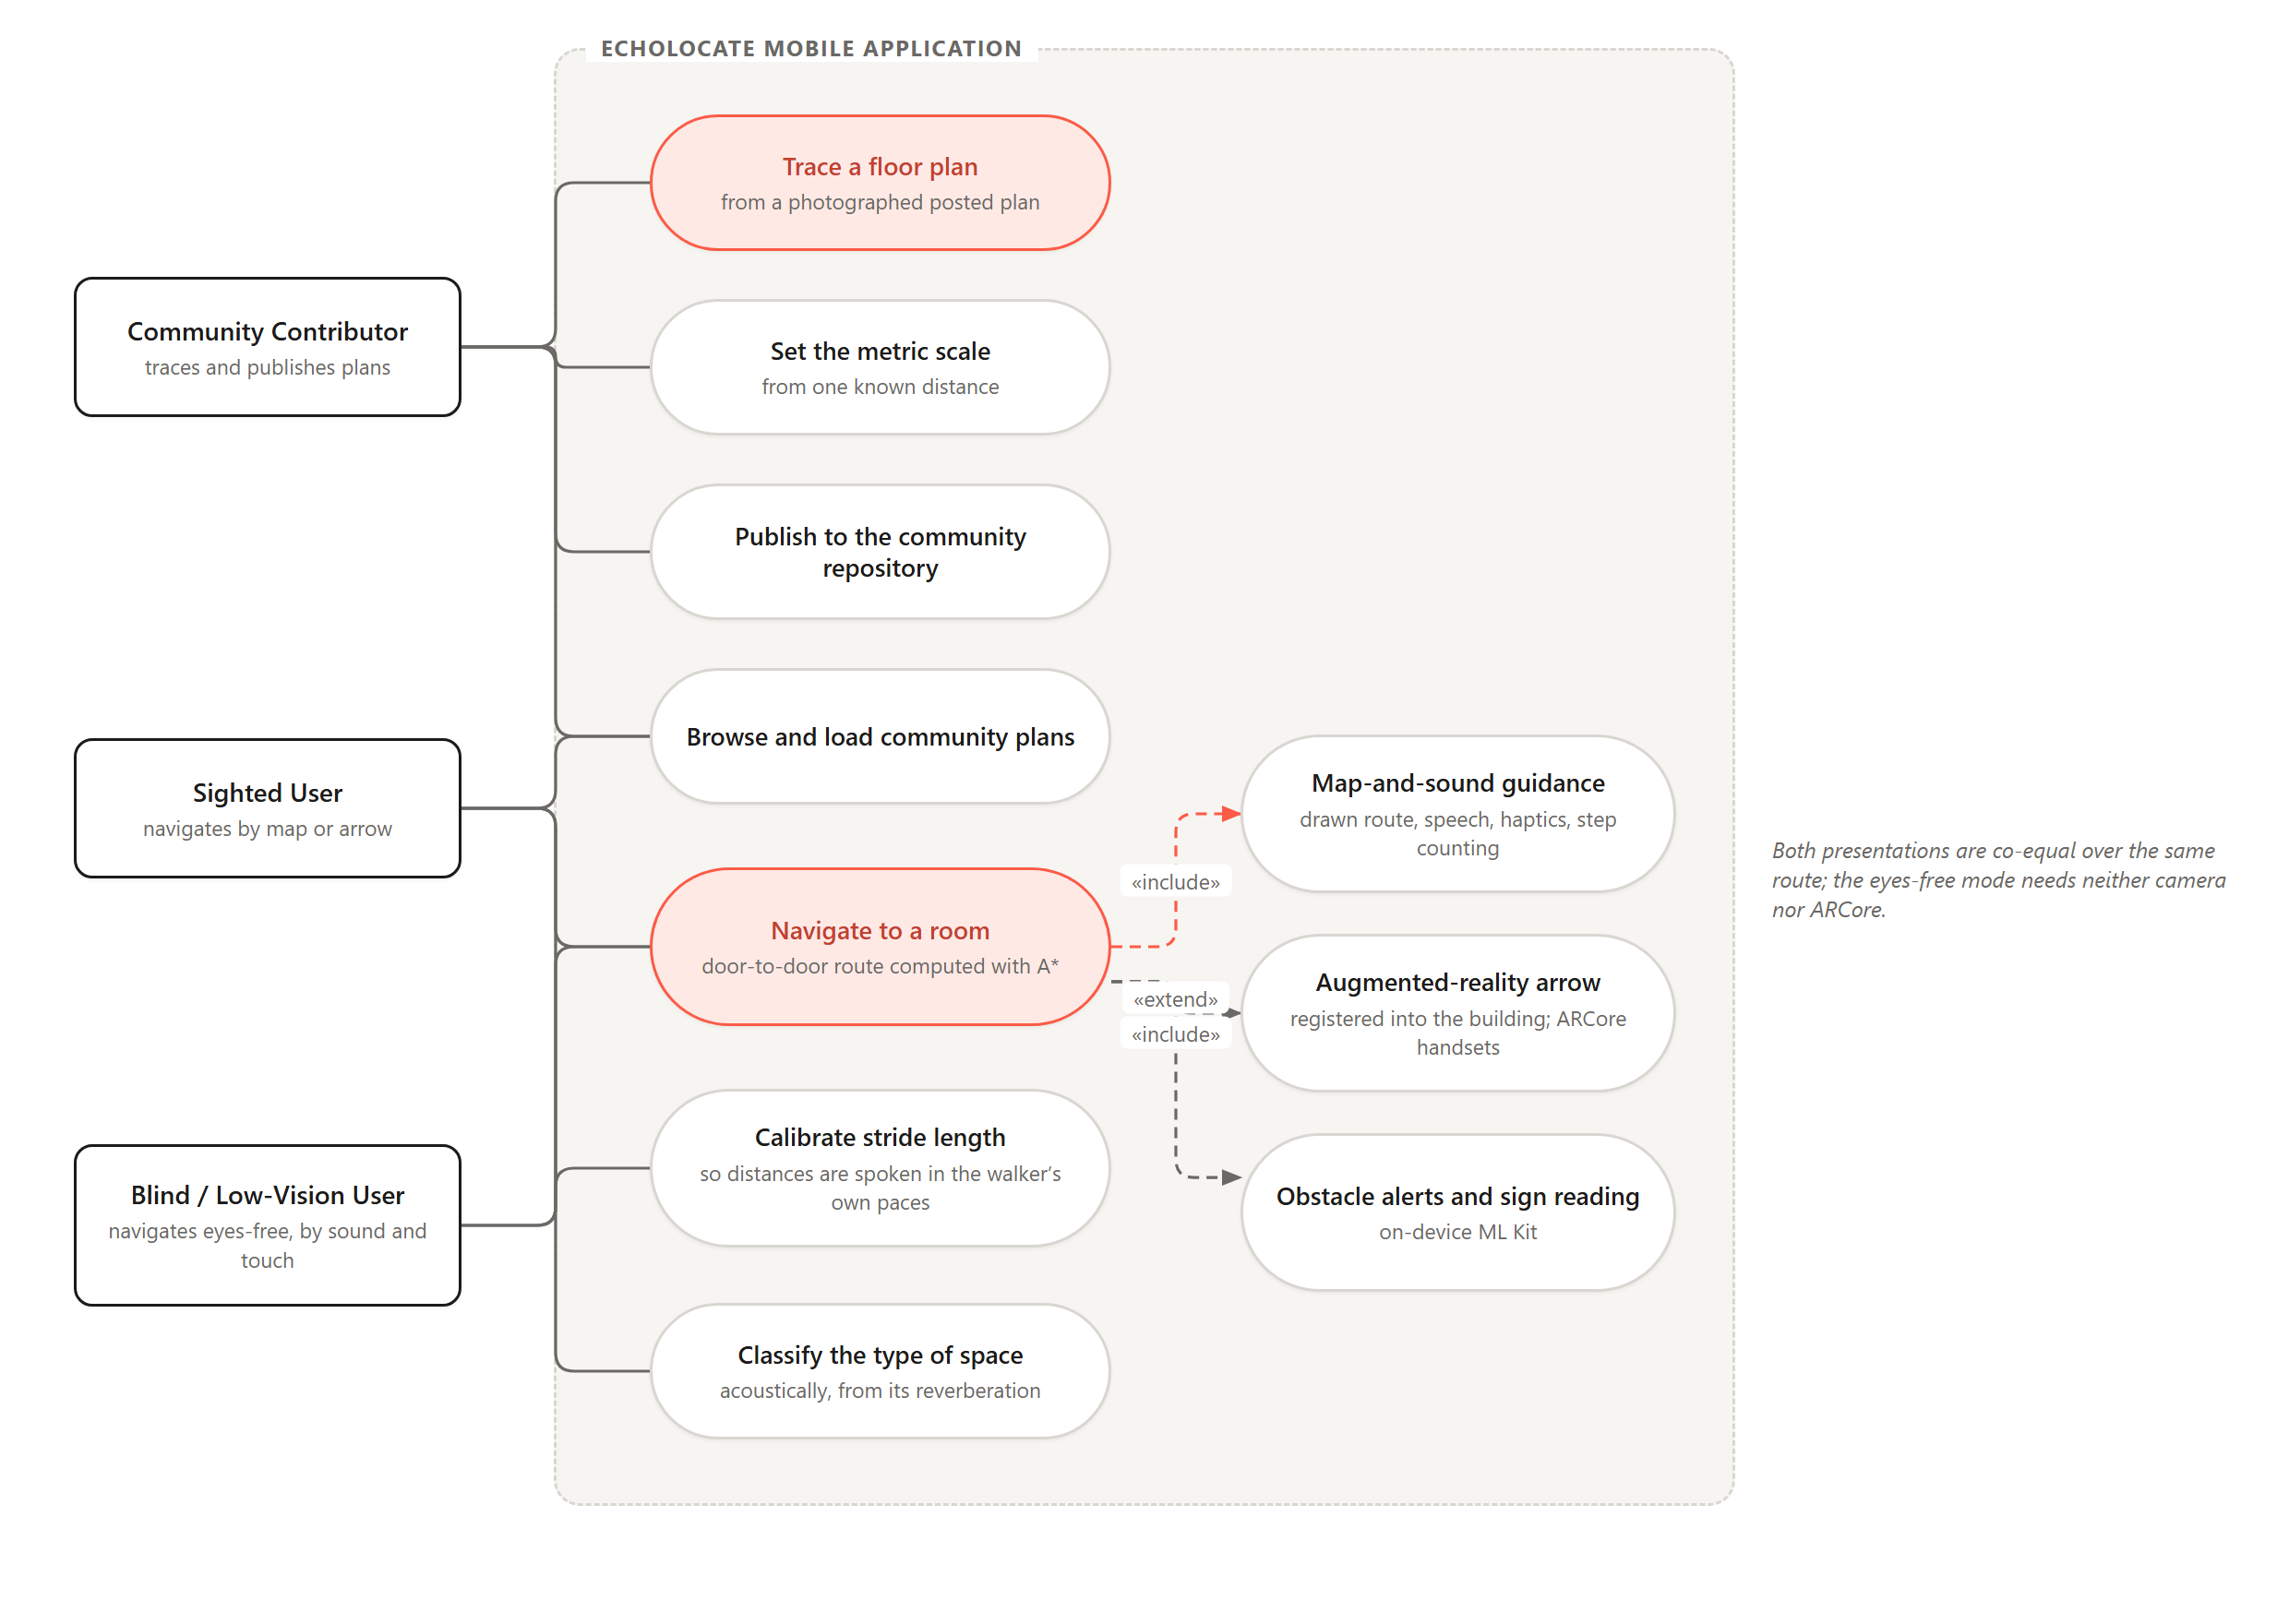 ECHOLOCATE MOBILE APPLICATION
Trace a floor plan
from a photographed posted plan
Community Contributor
traces and publishes plans
Set the metric scale
from one known distance
Publish to the community
repository
Browse and load community plans
Sighted User
navigates by map or arrow
Map-and-sound guidance
drawn route, speech, haptics, step
counting
«include»
Both presentations are co-equal over the same
route; the eyes-free mode needs neither camera
nor ARCore.
Navigate to a room
door-to-door route computed with A*
«extend»
«include»
Augmented-reality arrow
registered into the building; ARCore
handsets
Calibrate stride length
so distances are spoken in the walker's
own paces
Blind / Low-Vision User
navigates eyes-free, by sound and
touch
Obstacle alerts and sign reading
on-device ML Kit
Classify the type of space
acoustically, from its reverberation